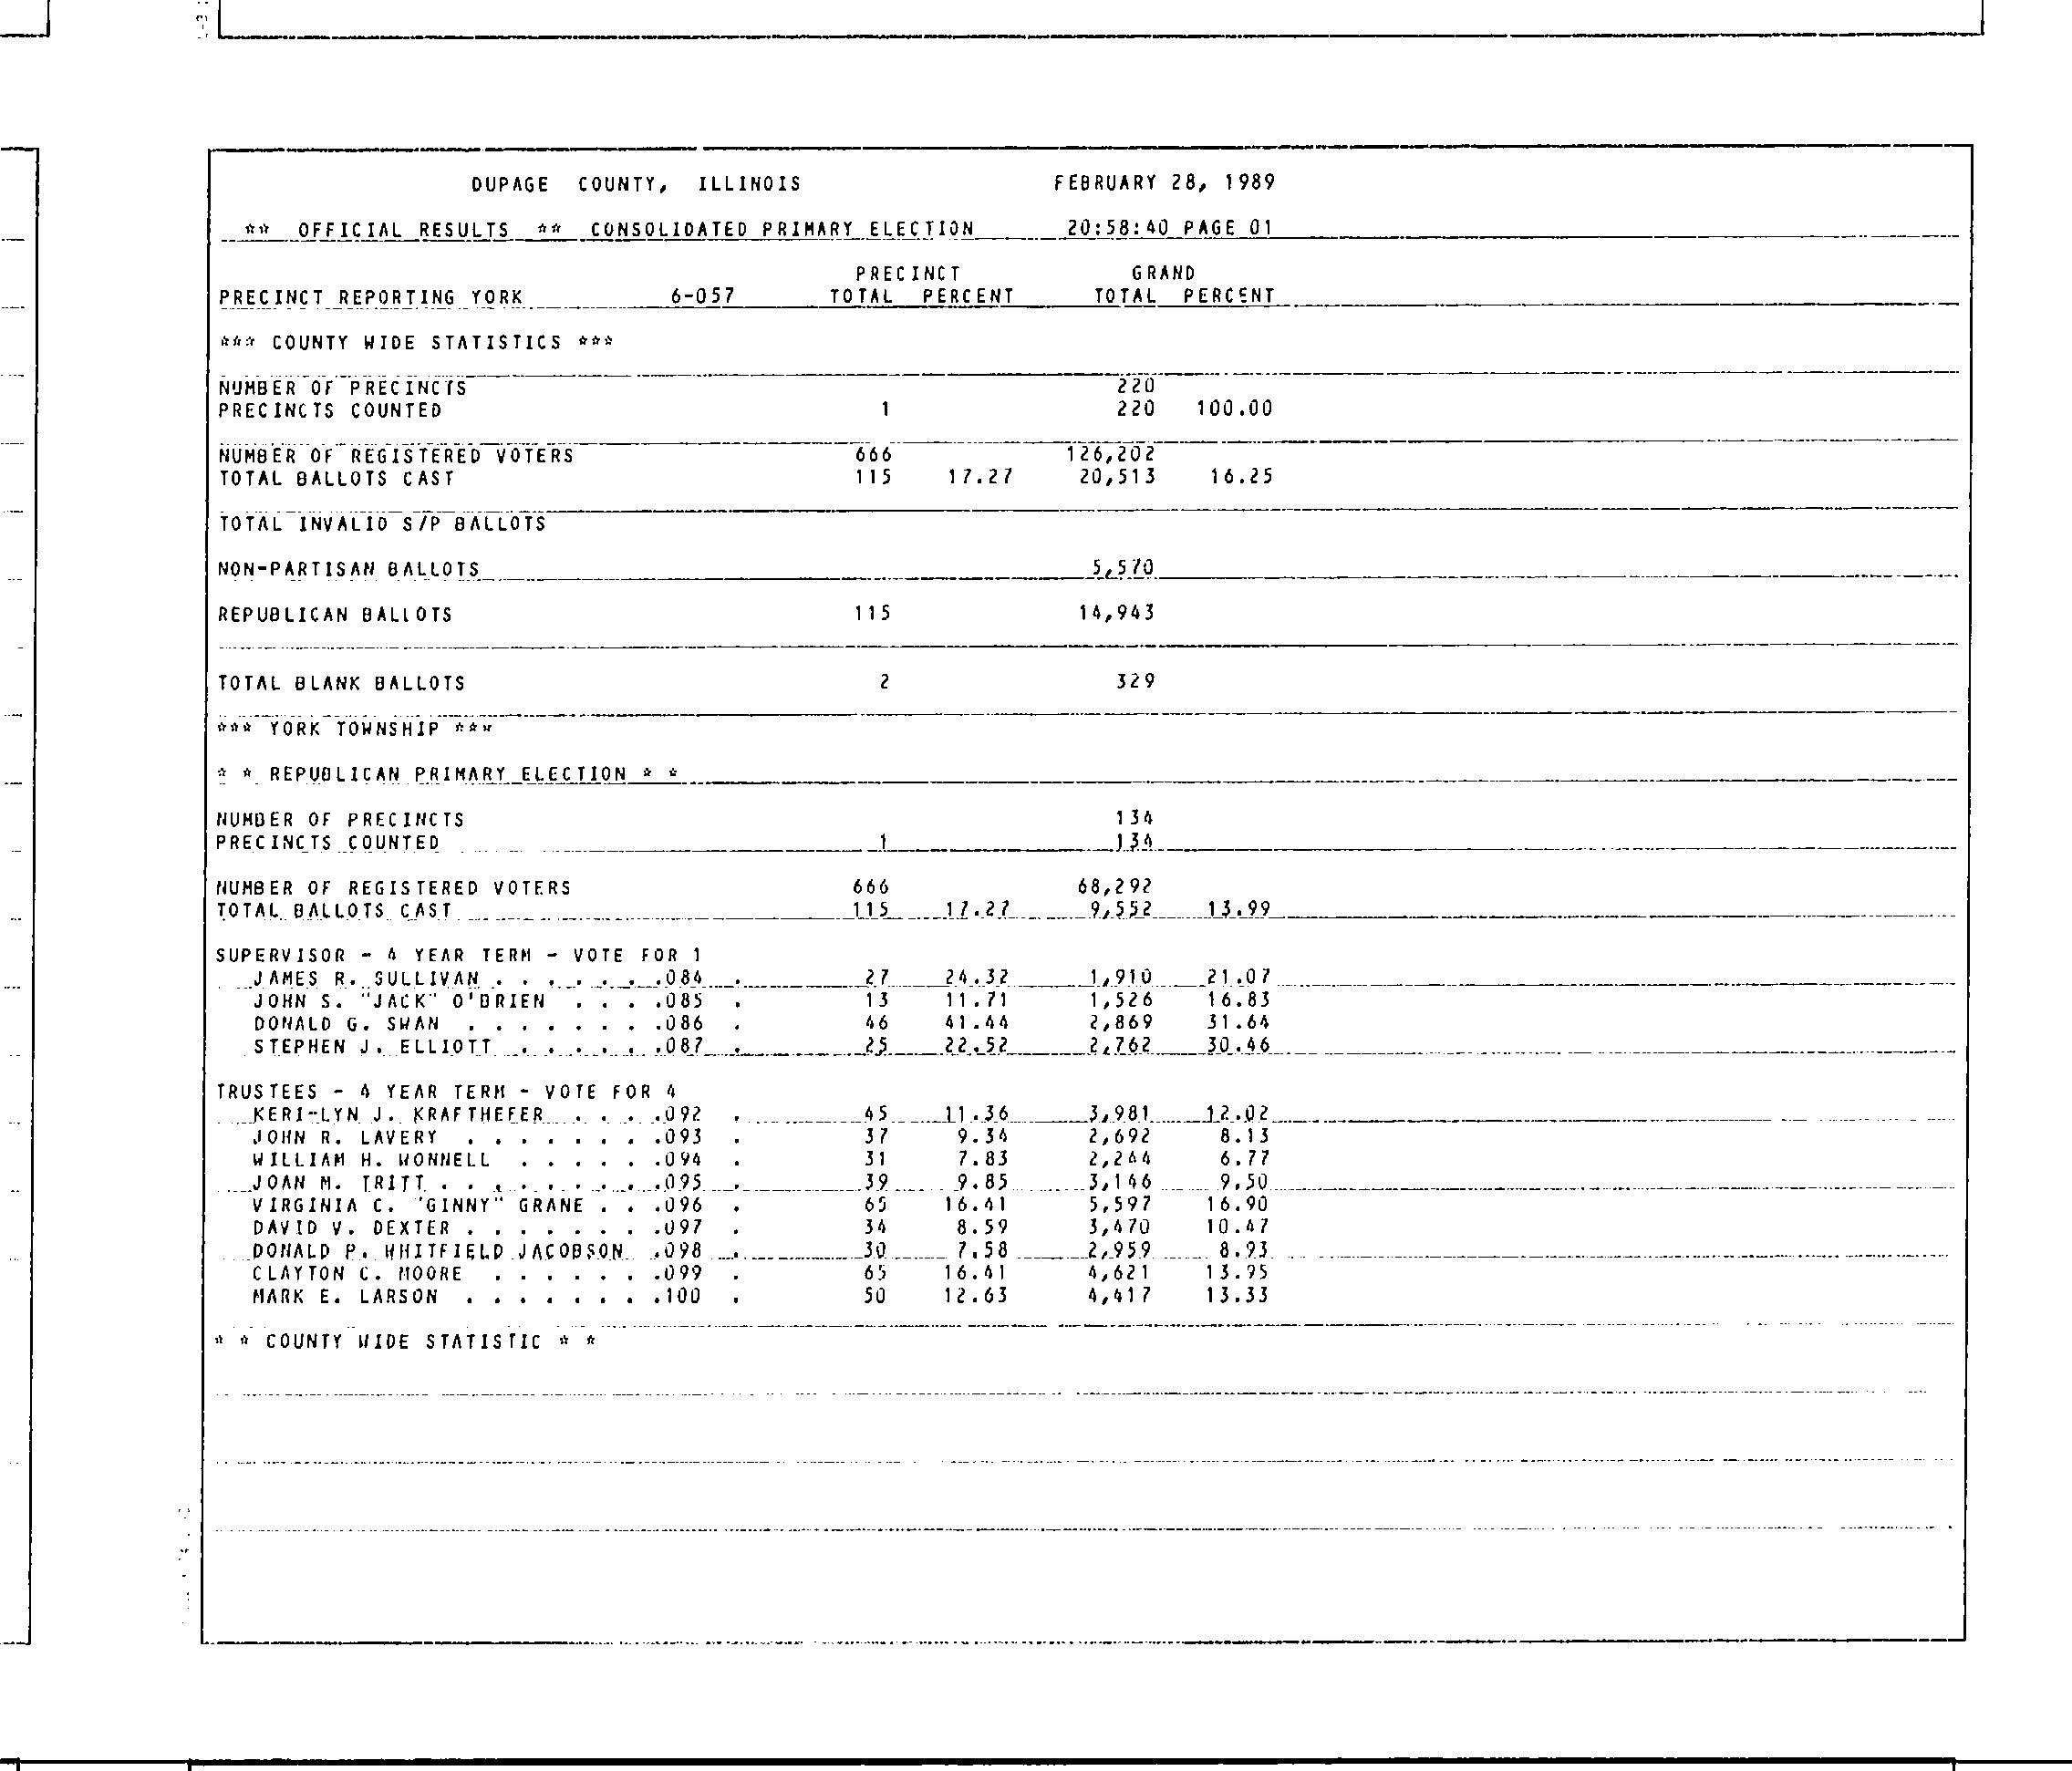 DUPAGE COUNTY, ILLINOIS FEBRUARY 28, 1989
** OFFICIAL RESULTS ** CONSOLIDATED PRIMARY ELECTION 20:58:40 PAGE 01
PRECINCT GRAND
PRECINCT REPORTING YORK 6-057 TOTAL PERCENT TOTAL PERCENT
*** COUNTY WIDE STATISTICS ***
NUMBER OF PRECINCTS 220
PRECINCTS COUNTED 1 220 100.00
NUMBER OF REGISTERED VOTERS 666 126,202
TOTAL BALLOTS CAST 115 17.27 20,513 16.25
TOTAL INVALID S/P BALLOTS
NON-PARTISAN BALLOTS 5,570
REPUBLICAN BALLOTS 115 14,943
TOTAL BLANK BALLOTS 2 329
*** YORK TOWNSHIP ***
* * REPUBLICAN PRIMARY ELECTION * *
NUMBER OF PRECINCTS 134
PRECINCTS COUNTED 1 134
NUMBER OF REGISTERED VOTERS 666 68,292
TOTAL BALLOTS CAST 115 17.27 9,552 13.99
SUPERVISOR - 4 YEAR TERM - VOTE FOR 1
JAMES R. SULLIVAN . . . . . . .084 . 27 24.32 1,910 21.07
JOHN S. "JACK" O'BRIEN . . . .085 . 13 11.71 1,526 16.83
DONALD G. SWAN . . . . . . . .086 . 46 41.44 2,869 31.64
STEPHEN J. ELLIOTT . . . . . .087 . 25 22.52 2,762 30.46
TRUSTEES - 4 YEAR TERM - VOTE FOR 4
KERI-LYN J. KRAFTHEFER . . . .092 . 45 11.36 3,981 12.02
JOHN R. LAVERY . . . . . . . .093 . 37 9.34 2,692 8.13
WILLIAM H. WONNELL . . . . . .094 . 31 7.83 2,244 6.77
JOAN M. TRITT . . . . . . . . .095 . 39 9.85 3,146 9.50
VIRGINIA C. "GINNY" GRANE . . .096 . 65 16.41 5,597 16.90
DAVID V. DEXTER . . . . . . . .097 . 34 8.59 3,470 10.47
DONALD P. WHITFIELD JACOBSON .098 . 30 7.58 2,959 8.93
CLAYTON C. MOORE . . . . . . .099 . 65 16.41 4,621 13.95
MARK E. LARSON . . . . . . . .100 . 50 12.63 4,417 13.33
* * COUNTY WIDE STATISTIC * *